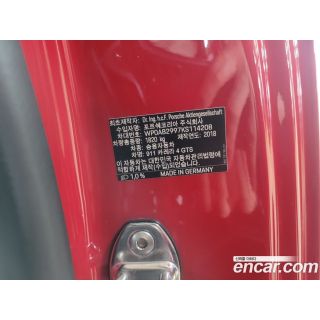 최초제작자: Dr. Ing. h.c.F. Porsche Aktiengesellschaft
수입자: 포르쉐코리아 주식회사
차대번호: WP0AB2997KS114208
차량총중량: 1820 kg 제작연도: 2018
차종: 승용자동차
차명: 911 카레라 4 GTS
이 자동차는 대한민국 자동차관리법령에
적합하게 제작(수입)되었습니다
1,0% MADE IN GERMANY
encar.com